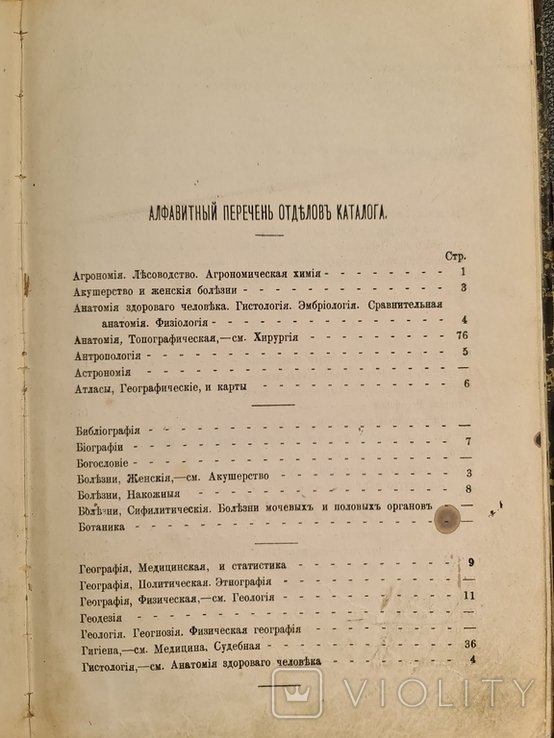 АЛФАВИТНЫЙ ПЕРЕЧЕНЬ ОТДѢЛОВЪ КАТАЛОГА.
Стр.
Агрономія. Лѣсоводство. Агрономическая химія - - - - - - - 1
Акушерство и женскія болѣзни - - - - - - - - - - - 3
Анатомія здороваго человѣка. Гистологія. Эмбріологія. Сравнительная
анатомія. Физіологія - - - - - - - - - - - - 4
Анатомія, Топографическая,—см. Хирургія - - - - - - - - 76
Антропологія - - - - - - - - - - - - - - - - 5
Астрономія - - - - - - - - - - - - - - - - —
Атласы, Географическіе, и карты - - - - - - - - - - - 6
Библіографія - - - - - - - - - - - - - - - - —
Біографіи - - - - - - - - - - - - - - - - - 7
Богословіе - - - - - - - - - - - - - - - - —
Болѣзни, Женскія,—см. Акушерство - - - - - - - - - - 3
Болѣзни, Накожныя - - - - - - - - - - - - - - 8
Болѣзни, Сифилитическія. Болѣзни мочевыхъ и половыхъ органовъ - —
Ботаника - - - - - - - - - - - - - - - - - —
Географія, Медицинская, и статистика - - - - - - - - - 9
Географія, Политическая. Этнографія - - - - - - - - - - —
Географія, Физическая,—см. Геологія - - - - - - - - - - 11
Геодезія - - - - - - - - - - - - - - - - - —
Геологія. Геогнозія. Физическая географія - - - - - - - - —
Гигіена,—см. Медицина, Судебная - - - - - - - - - - - 36
Гистологія,—см. Анатомія здороваго человѣка - - - - - - - 4
VIOLITY